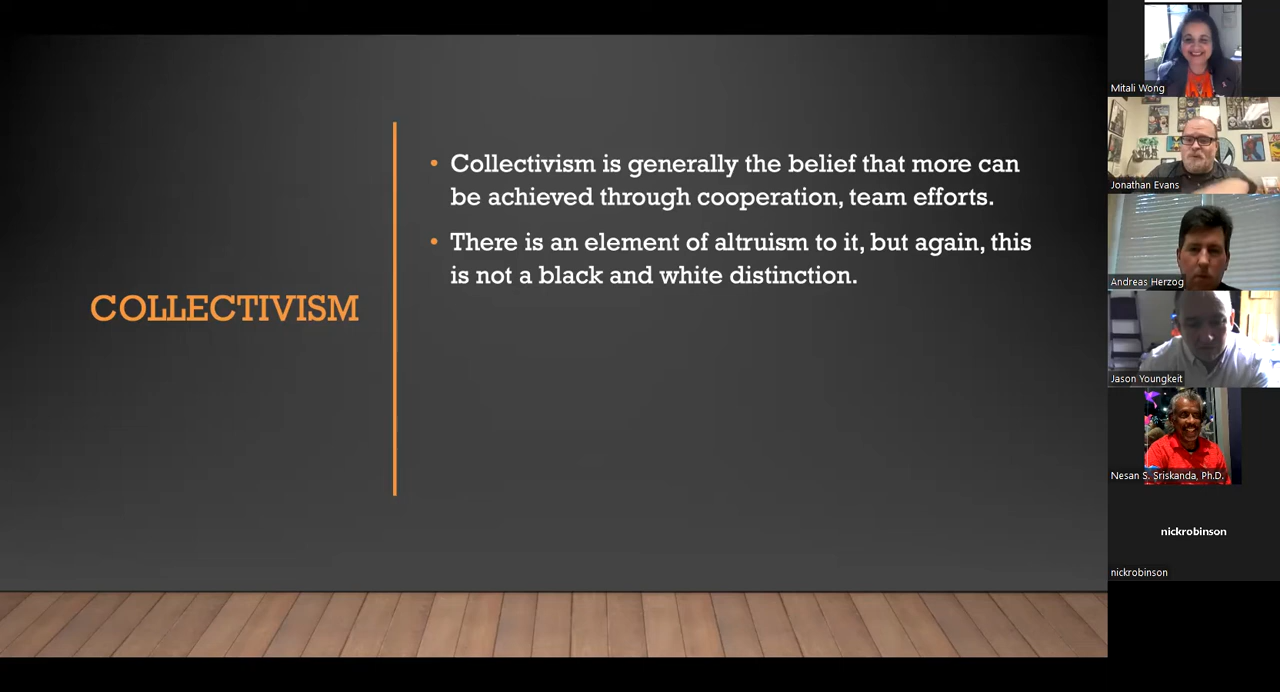 COLLECTIVISM
• Collectivism is generally the belief that more can
be achieved through cooperation, team efforts.
• There is an element of altruism to it, but again, this
is not a black and white distinction.
Mitali Wong
Jonathan Evans
Andreas Herzog
Jason Youngkeit
Nesan S. Sriskanda, Ph.D.
nickrobinson
nickrobinson